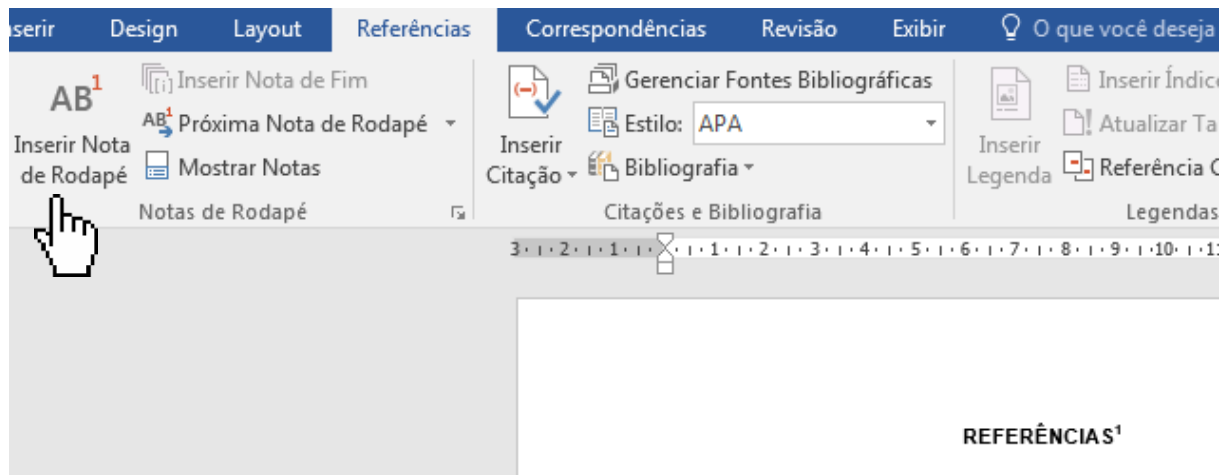 serir Design Layout Referências Correspondências Revisão Exibir O que você deseja
AB1 Inserir Nota de Fim
AB1 Próxima Nota de Rodapé
Inserir Nota de Rodapé
Mostrar Notas
Notas de Rodapé
Inserir Citação
Gerenciar Fontes Bibliográficas
Estilo: APA
Bibliografia
Citações e Bibliografia
Inserir Legenda
Inserir Índice
Atualizar Ta
Referência C
Legendas
3 2 1 1 2 3 4 5 6 7 8 9 10 11
REFERÊNCIAS¹